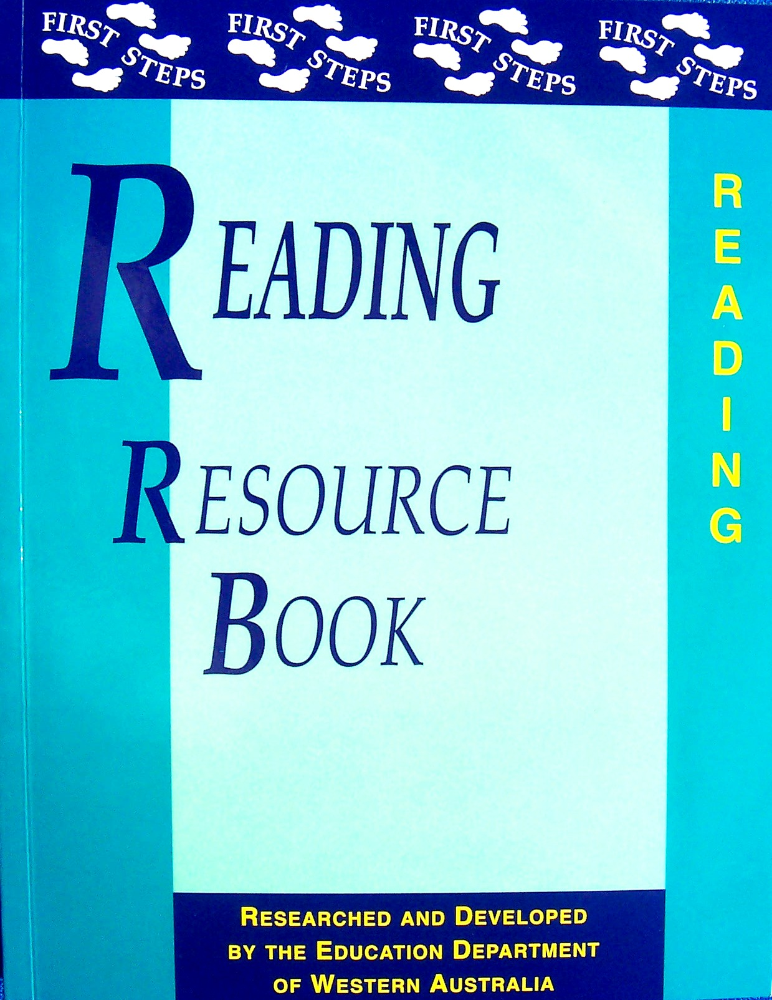 FIRST STEPS FIRST STEPS FIRST STEPS FIRST STEPS
READING
RESOURCE
BOOK
READING
RESEARCHED AND DEVELOPED
BY THE EDUCATION DEPARTMENT
OF WESTERN AUSTRALIA